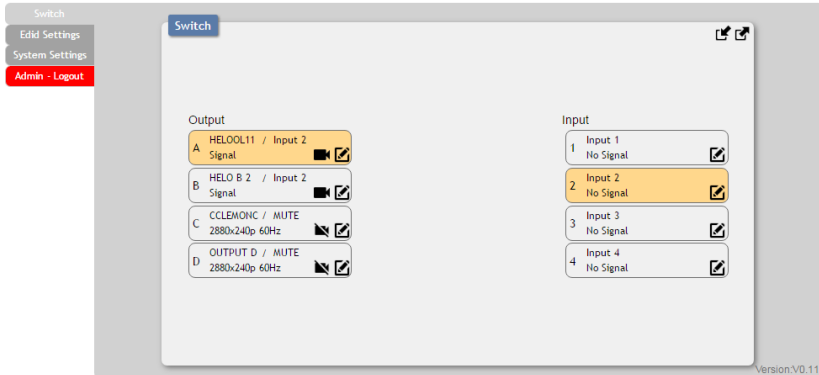 Switch
Edid Settings
System Settings
Admin - Logout
Switch
Output
A
HELOOL11 / Input 2
Signal
B
HELO B 2 / Input 2
Signal
C
CCLEMONC / MUTE
2880x240p 60Hz
D
OUTPUT D / MUTE
2880x240p 60Hz
Input
1
Input 1
No Signal
2
Input 2
No Signal
3
Input 3
No Signal
4
Input 4
No Signal
Version:V0.11